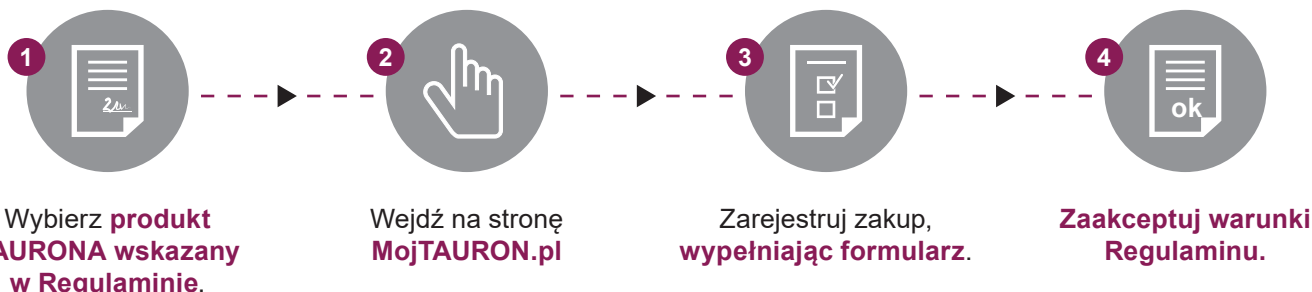 1
2
3
4
ok
Wybierz produkt
AURONA wskazany
w Regulaminie.
Wejdź na stronę
MojTAURON.pl
Zarejestruj zakup,
wypełniając formularz.
Zaakceptuj warunki
Regulaminu.